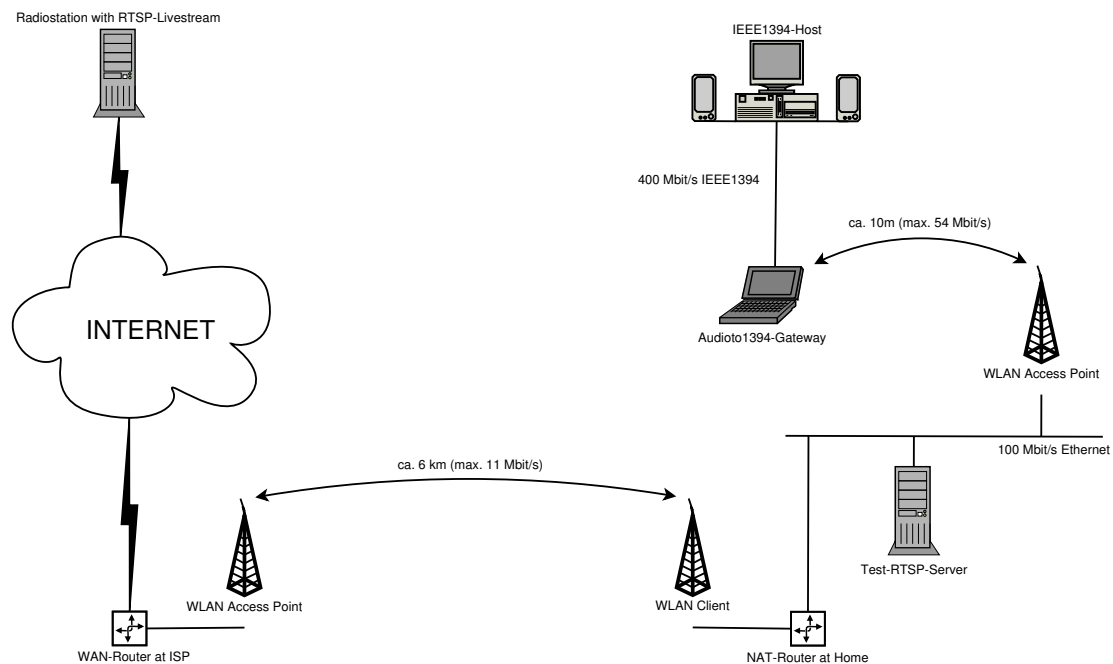 Radiostation with RTSP-Livestream
IEEE1394-Host
400 Mbit/s IEEE1394
ca. 10m (max. 54 Mbit/s)
INTERNET
Audioto1394-Gateway
WLAN Access Point
100 Mbit/s Ethernet
ca. 6 km (max. 11 Mbit/s)
Test-RTSP-Server
WLAN Access Point
WLAN Client
WAN-Router at ISP
NAT-Router at Home